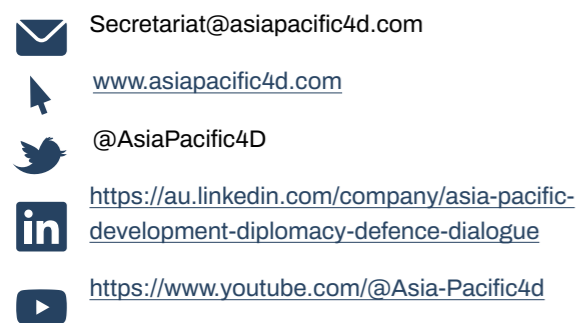 Secretariat@asiapacific4d.com
www.asiapacific4d.com
@AsiaPacific4D
in
https://au.linkedin.com/company/asia-pacific-
development-diplomacy-defence-dialogue
https://www.youtube.com/@Asia-Pacific4d